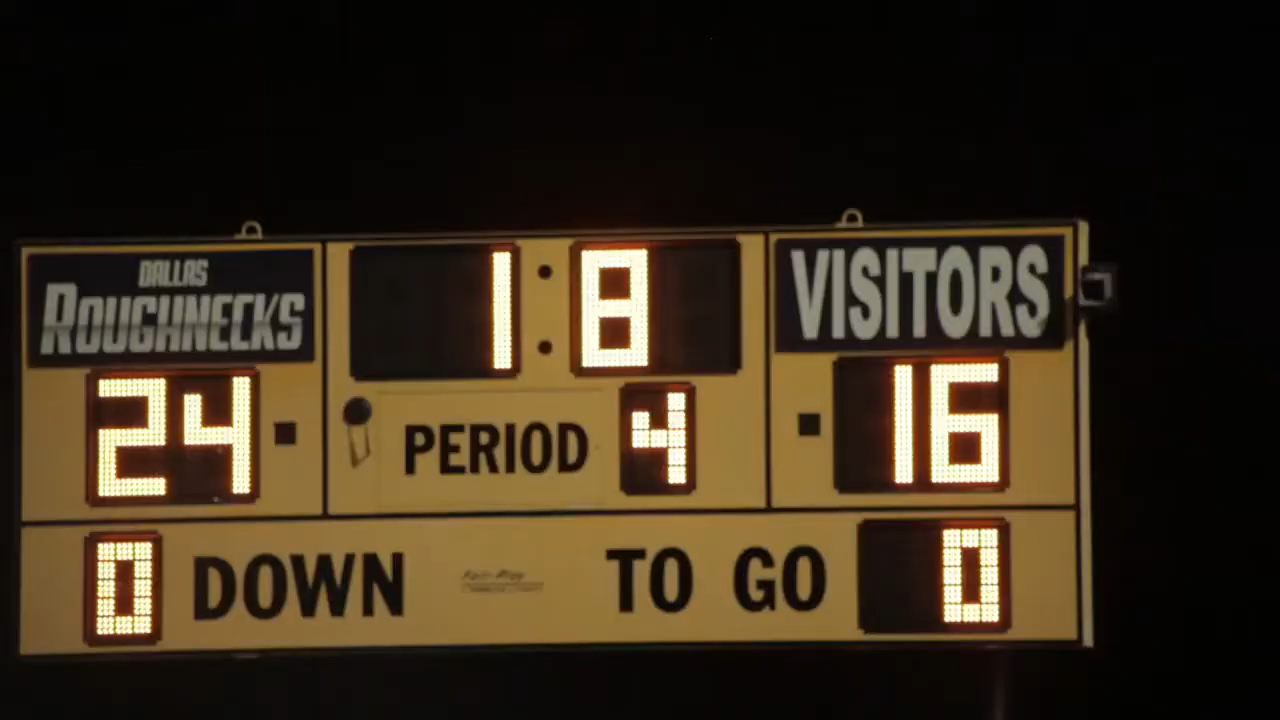 DALLAS
ROUGHNECKS
1:8
VISITORS
24
PERIOD 4
16
0 DOWN
TO GO 0